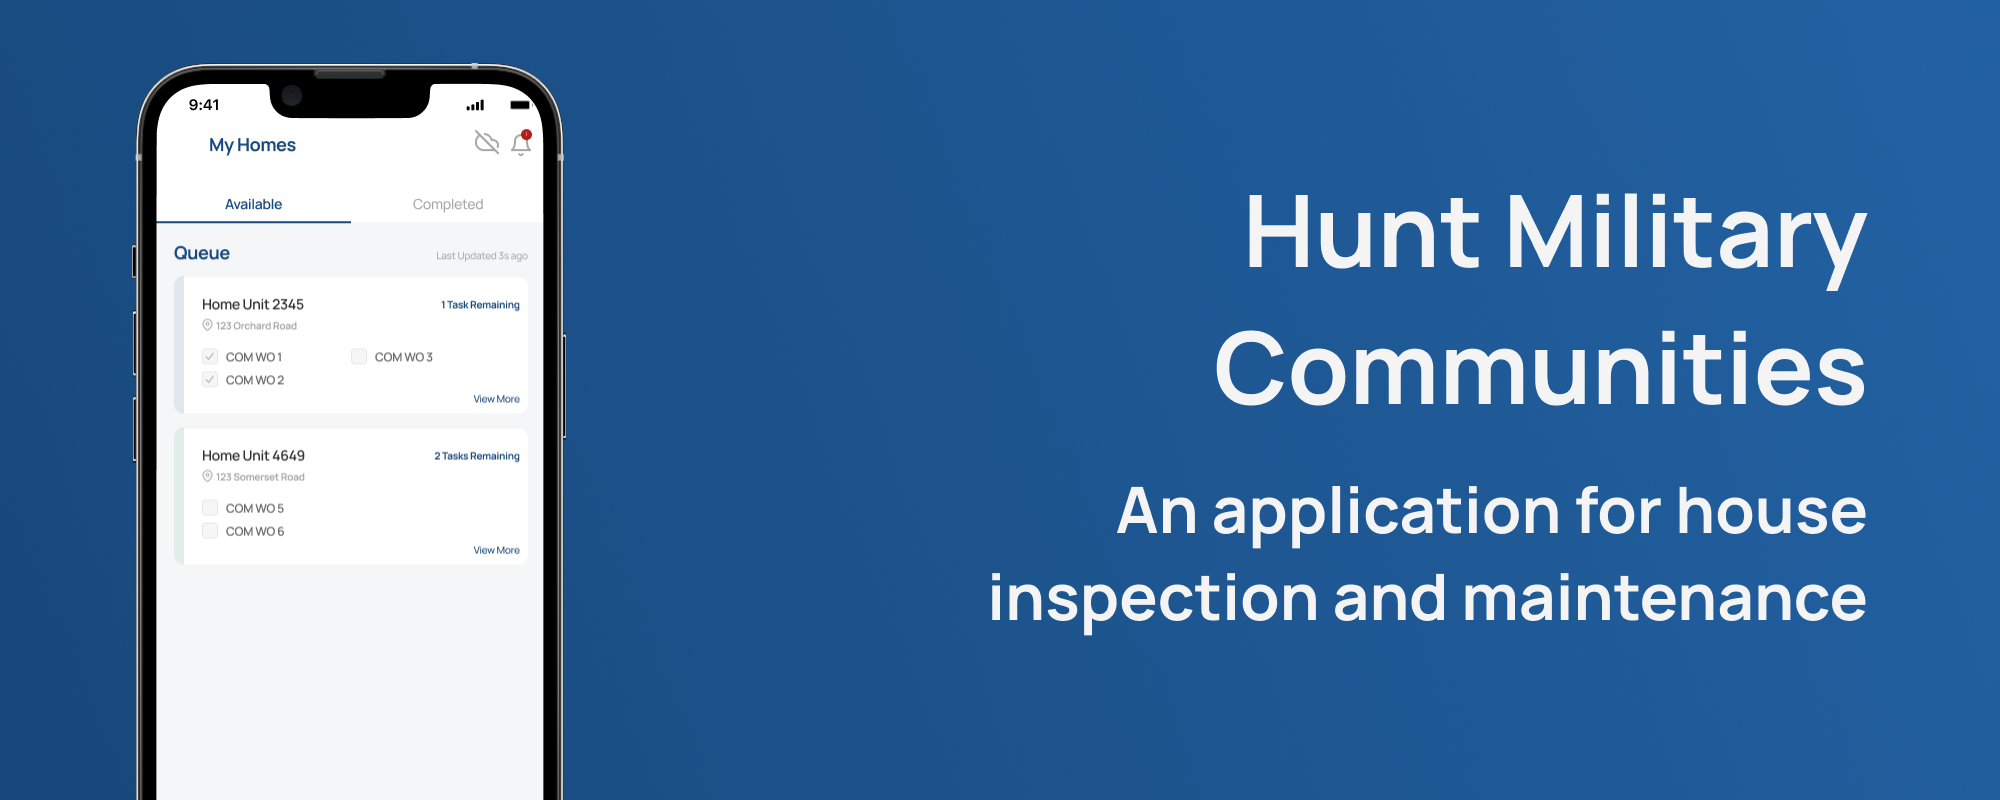 9:41
My Homes
Available
Completed
Queue
Last Updated 3s ago
Home Unit 2345
1 Task Remaining
123 Orchard Road
COM WO 1
COM WO 3
COM WO 2
View More
Home Unit 4649
2 Tasks Remaining
123 Somerset Road
COM WO 5
COM WO 6
View More
Hunt Military
Communities
An application for house
inspection and maintenance